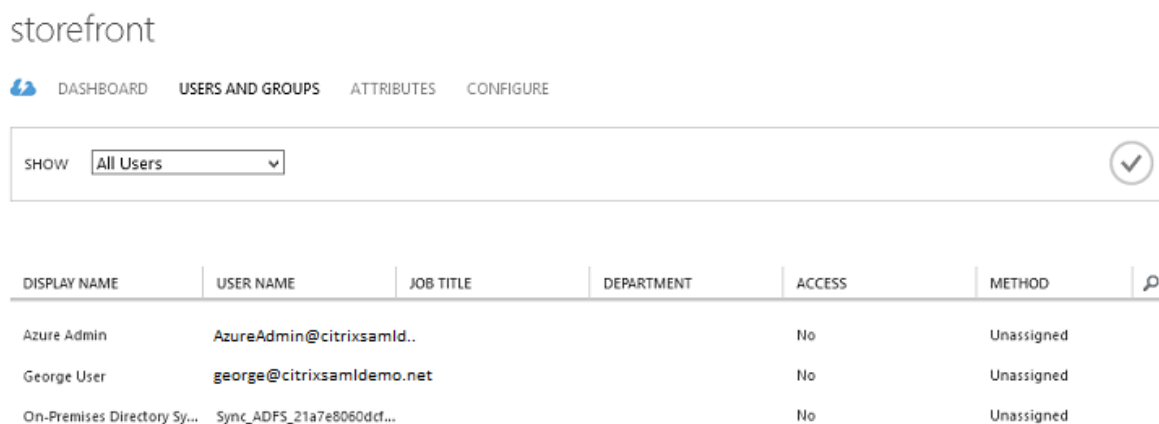 storefront
DASHBOARD USERS AND GROUPS ATTRIBUTES CONFIGURE
SHOW All Users
DISPLAY NAME USER NAME JOB TITLE DEPARTMENT ACCESS METHOD
Azure Admin AzureAdmin@citrixsamld.. No Unassigned
George User george@citrixsamldemo.net No Unassigned
On-Premises Directory Sy... Sync_ADFS_21a7e8060dcf... No Unassigned